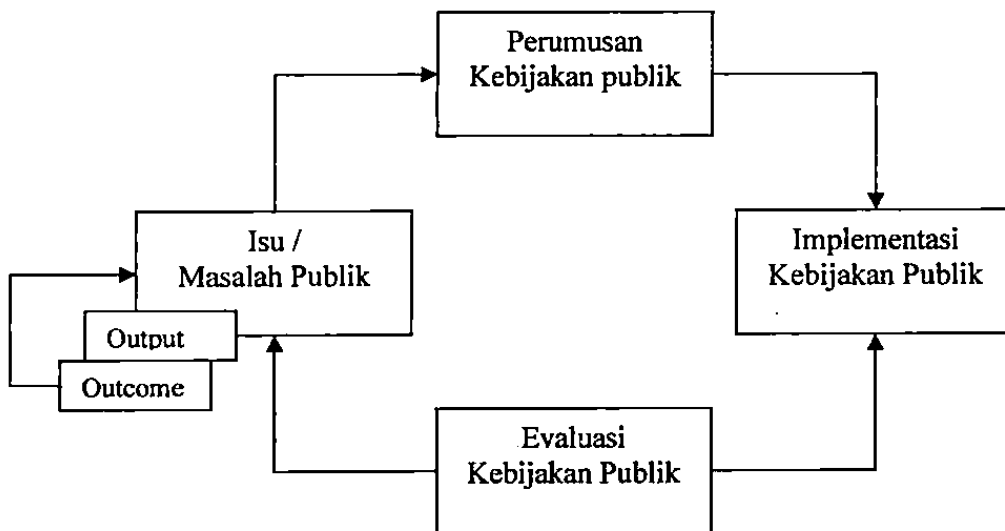 Perumusan
Kebijakan publik
Isu /
Masalah Publik
Implementasi
Kebijakan Publik
Output
Outcome
Evaluasi
Kebijakan Publik